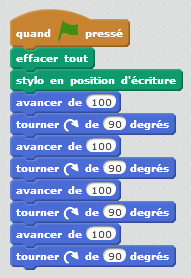 quand pressé
effacer tout
stylo en position d'écriture
avancer de 100
tourner de 90 degrés
avancer de 100
tourner de 90 degrés
avancer de 100
tourner de 90 degrés
avancer de 100
tourner de 90 degrés